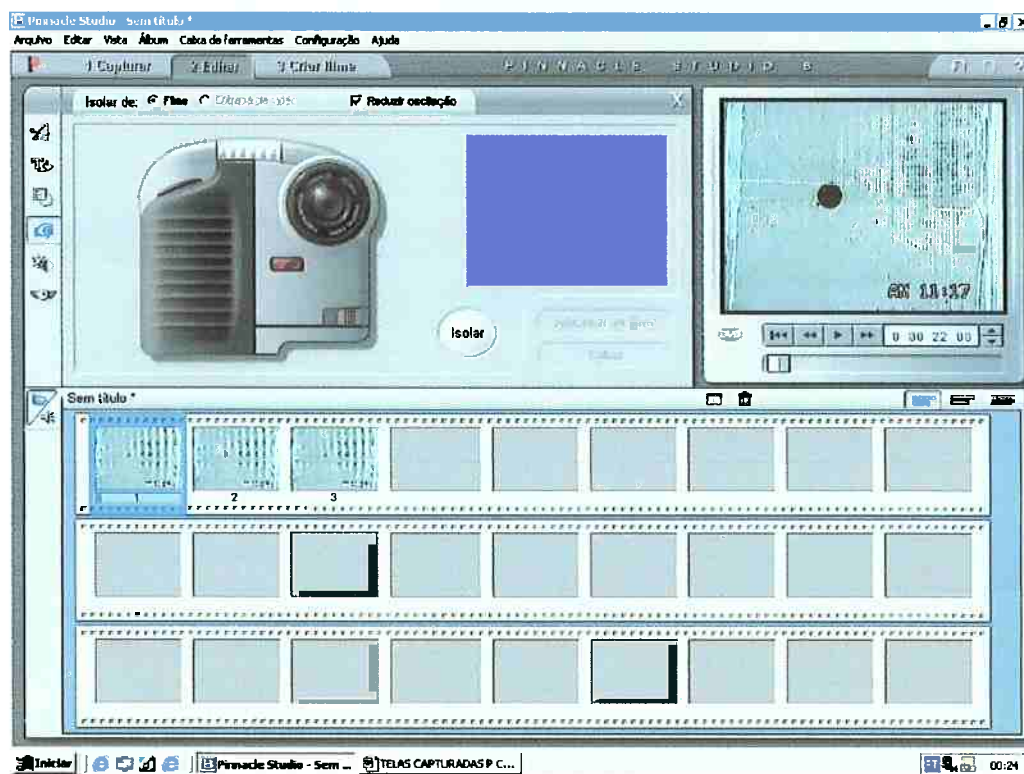 Pinnacle Studio - Sem título *
Arquivo Editar Vista Álbum Caixa de ferramentas Configuração Ajuda
1 Capturar 2 Editar 3 Criar filme PINNACLE STUDIO 8
Isolar de: Filme Reduzir oscilação X
AM 11:17
Isolar
0:00:22.00
Sem título *
1 2 3
Iniciar Pinnacle Studio - Sem ... TELAS CAPTURADAS P C... PT 00:24